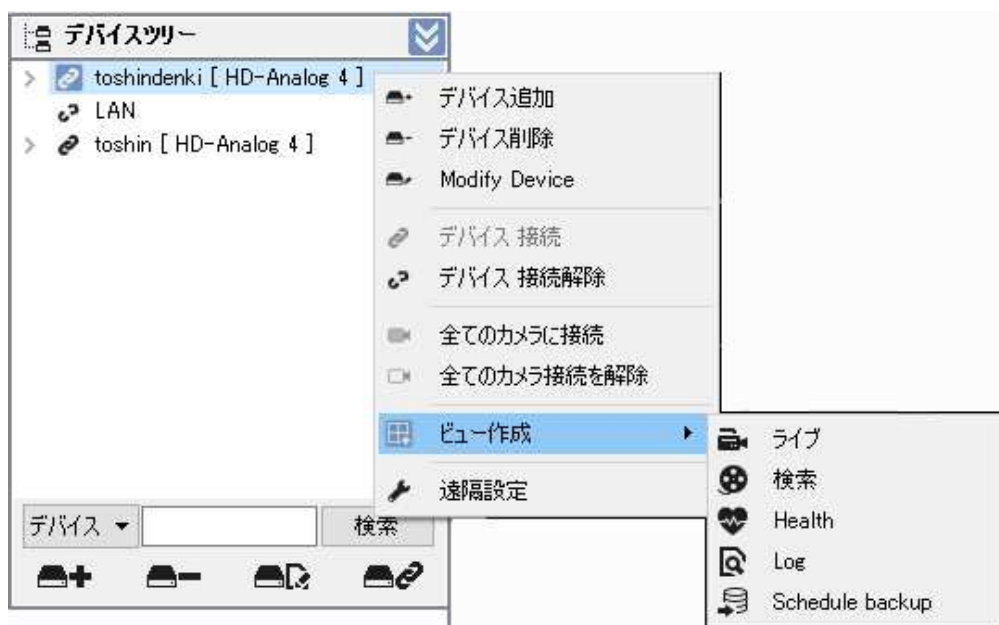 デバイスツリー
toshindenki [ HD-Analog 4 ]
LAN
toshin [ HD-Analog 4 ]
デバイス追加
デバイス削除
Modify Device
デバイス 接続
デバイス 接続解除
全てのカメラに接続
全てのカメラ接続を解除
ビュー作成
遠隔設定
ライブ
検索
Health
Log
Schedule backup
デバイス
検索